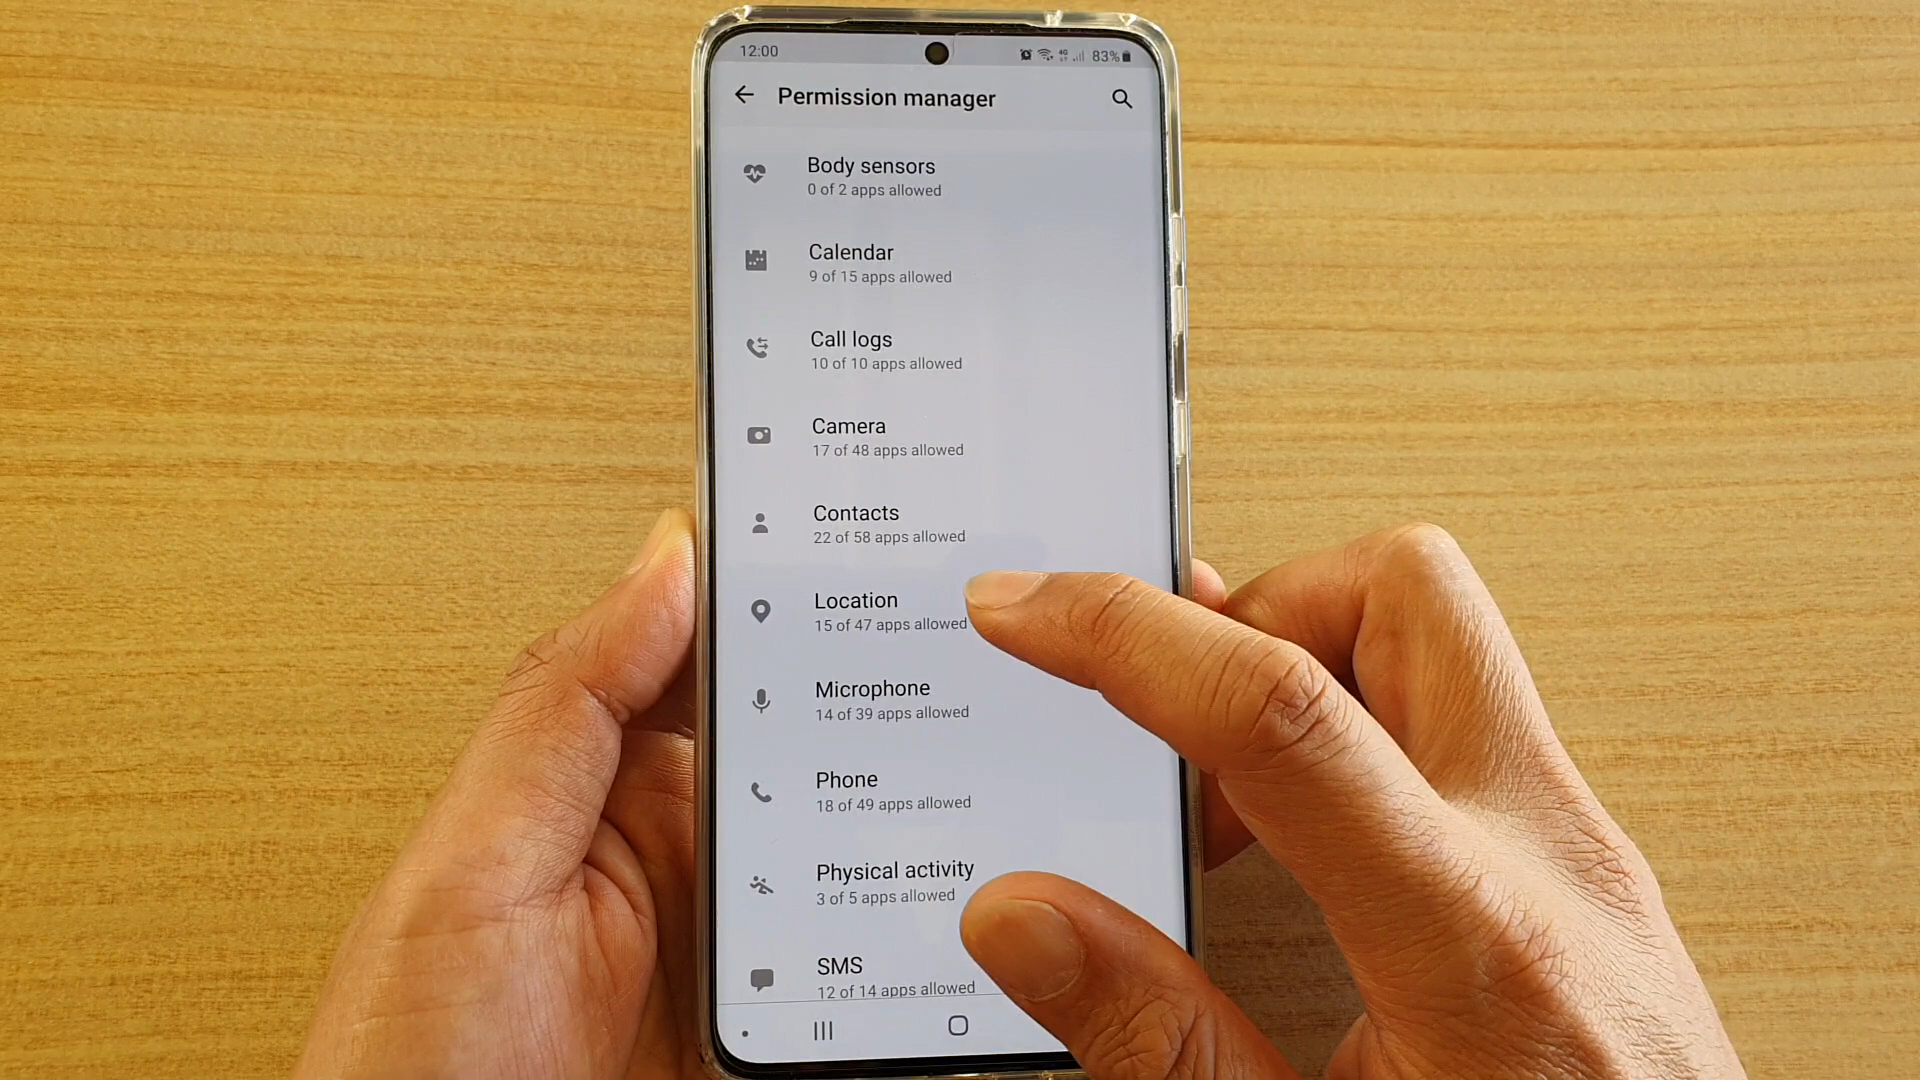 12:00
4G 83%
Permission manager
Body sensors
0 of 2 apps allowed
Calendar
9 of 15 apps allowed
Call logs
10 of 10 apps allowed
Camera
17 of 48 apps allowed
Contacts
22 of 58 apps allowed
Location
15 of 47 apps allowed
Microphone
14 of 39 apps allowed
Phone
18 of 49 apps allowed
Physical activity
3 of 5 apps allowed
SMS
12 of 14 apps allowed